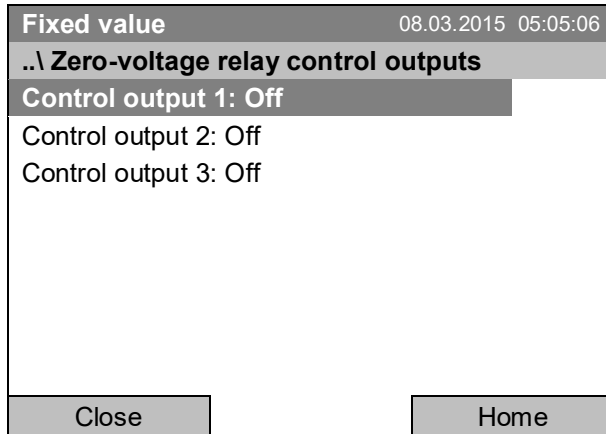 Fixed value 08.03.2015 05:05:06
..\ Zero-voltage relay control outputs
Control output 1: Off
Control output 2: Off
Control output 3: Off
Close Home